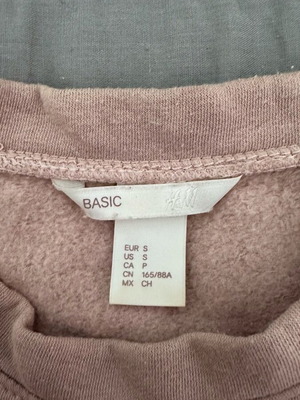 BASIC
EUR S
US S
CA P
CN 165/88A
MX CH